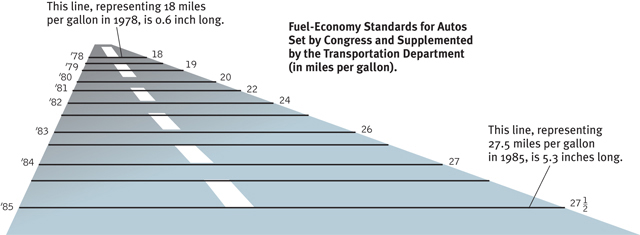 This line, representing 18 miles
per gallon in 1978, is 0.6 inch long.
Fuel-Economy Standards for Autos
Set by Congress and Supplemented
by the Transportation Department
(in miles per gallon).
'78 18
'79 19
'80 20
'81 22
'82 24
'83 26
'84 27
'85 27 1/2
This line, representing
27.5 miles per gallon
in 1985, is 5.3 inches long.